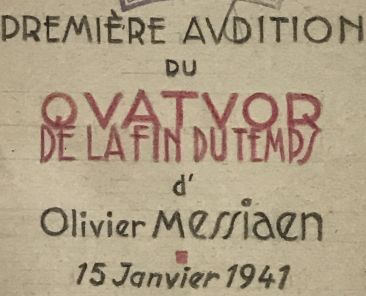 PREMIÈRE AVDITION
DU
QVATVOR
DE LA FIN DU TEMPS
d'
Olivier Messiaen
15 Janvier 1941